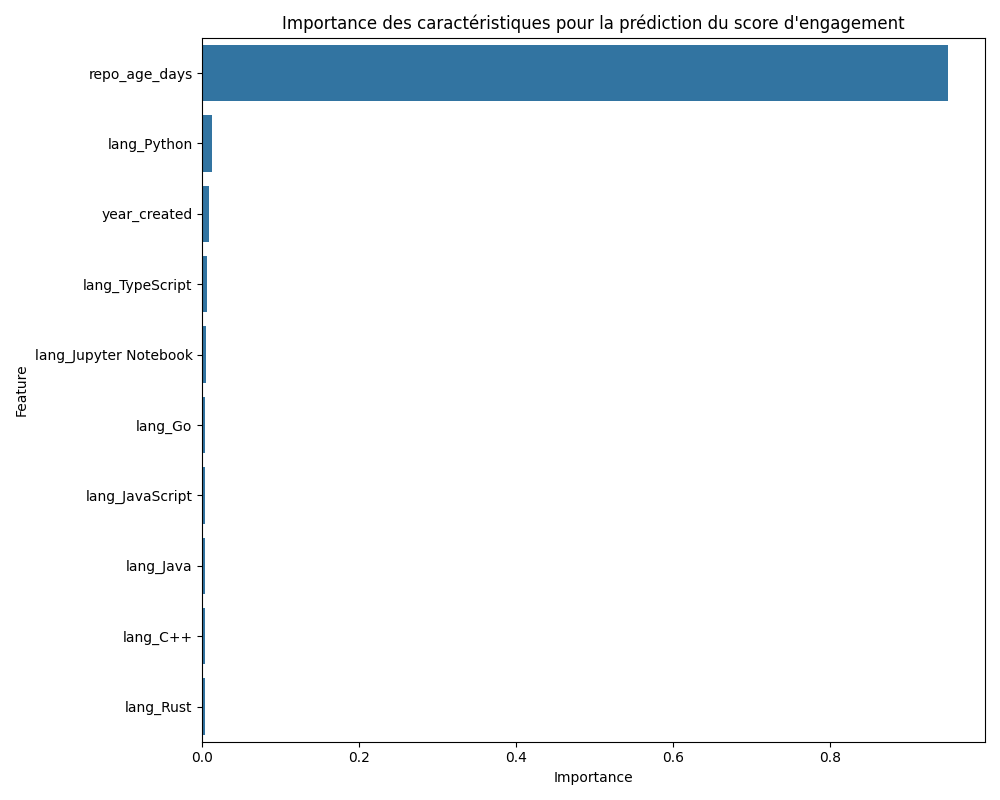 Importance des caractéristiques pour la prédiction du score d'engagement
repo_age_days
lang_Python
year_created
lang_TypeScript
lang_Jupyter Notebook
lang_Go
lang_JavaScript
lang_Java
lang_C++
lang_Rust
Feature
0.0 0.2 0.4 0.6 0.8
Importance